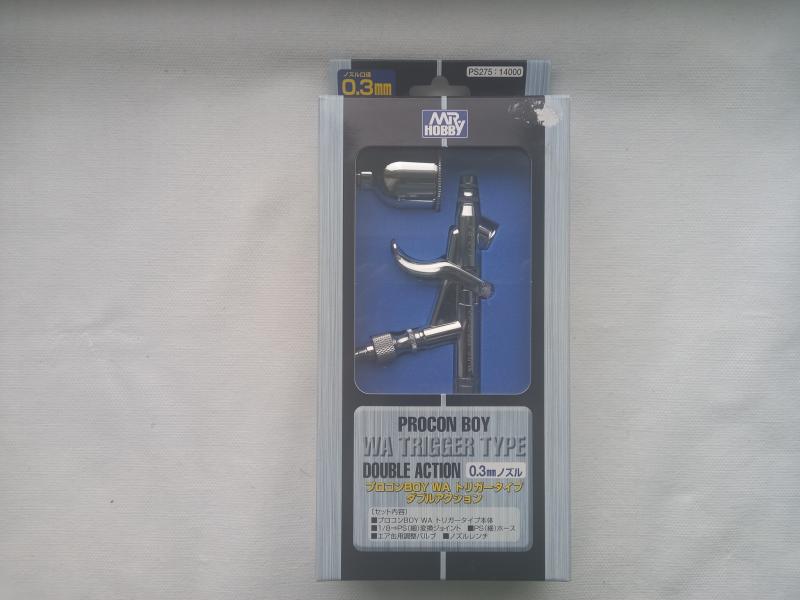 ノズル口径
0.3mm
PS275:14000
MR
HOBBY
PROCON BOY
WA TRIGGER TYPE
DOUBLE ACTION 0.3mmノズル
プロコンBOY WA トリガータイプ
ダブルアクション
〔セット内容〕
■プロコンBOY WA トリガータイプ本体
■1/8⇒PS(細)変換ジョイント ■PS(細)ホース
■エア缶用調整バルブ ■ノズルレンチ